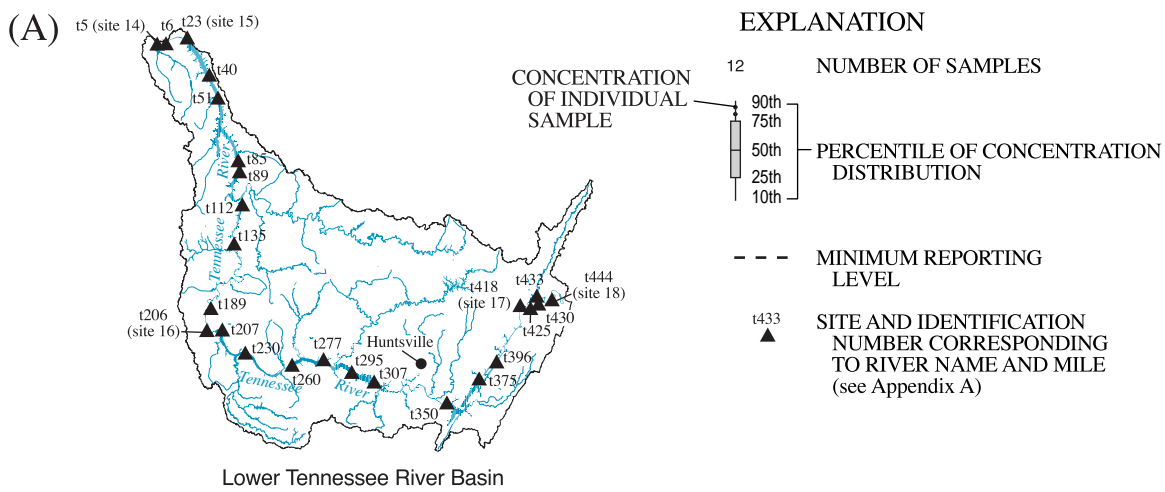 (A)
t5 (site 14)
t6
t23 (site 15)
t40
t51
t85
t89
River
t112
t135
Tennessee
t189
t206
(site 16)
t207
t230
t260
t277
t295
t307
Tennessee
River
Huntsville
t350
t375
t396
t418
(site 17)
t433
t444
(site 18)
t430
t425
Lower Tennessee River Basin
EXPLANATION
12
NUMBER OF SAMPLES
CONCENTRATION
OF INDIVIDUAL
SAMPLE
90th
75th
50th
25th
10th
PERCENTILE OF CONCENTRATION
DISTRIBUTION
MINIMUM REPORTING
LEVEL
t433
SITE AND IDENTIFICATION
NUMBER CORRESPONDING
TO RIVER NAME AND MILE
(see Appendix A)